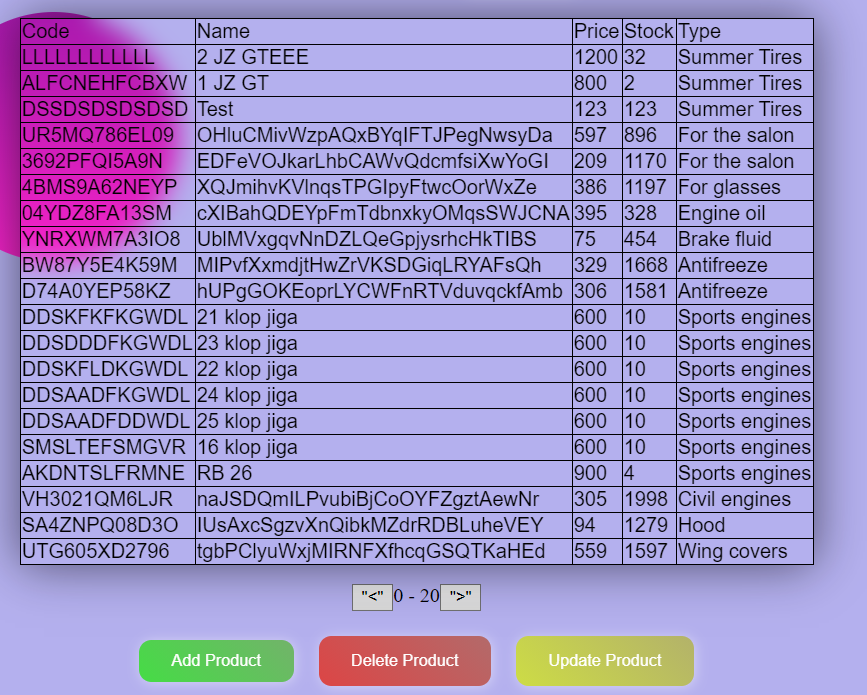 Code Name Price Stock Type
LLLLLLLLLLLL 2 JZ GTEEE 1200 32 Summer Tires
ALFCNEHFCBXW 1 JZ GT 800 2 Summer Tires
DSSDSDSDSDSD Test 123 123 Summer Tires
UR5MQ786EL09 OHluCMivWzpAQxBYqIFTJPegNwsyDa 597 896 For the salon
3692PFQI5A9N EDFeVOJkarLhbCAWvQdcmfsiXwYoGI 209 1170 For the salon
4BMS9A62NEYP XQJmihvKVlnqsTPGIpyFtwcOorWxZe 386 1197 For glasses
04YDZ8FA13SM cXIBahQDEYpFmTdbnxkyOMqsSWJCNA 395 328 Engine oil
YNRXWM7A3IO8 UblMVxgqvNnDZLQeGpjysrhcHkTIBS 75 454 Brake fluid
BW87Y5E4K59M MIPvfXxmdjtHwZrVKSDGiqLRYAFsQh 329 1668 Antifreeze
D74A0YEP58KZ hUPgGOKEoprLYCWFnRTVduvqckfAmb 306 1581 Antifreeze
DDSKFKFKGWDL 21 klop jiga 600 10 Sports engines
DDSDDDFKGWDL 23 klop jiga 600 10 Sports engines
DDSKFLDKGWDL 22 klop jiga 600 10 Sports engines
DDSAADFKGWDL 24 klop jiga 600 10 Sports engines
DDSAADFDDWDL 25 klop jiga 600 10 Sports engines
SMSLTEFSMGVR 16 klop jiga 600 10 Sports engines
AKDNTSLFRMNE RB 26 900 4 Sports engines
VH3021QM6LJR naJSDQmILPvubiBjCoOYFZgztAewNr 305 1998 Civil engines
SA4ZNPQ08D3O IUsAxcSgzvXnQibkMZdrRDBLuheVEY 94 1279 Hood
UTG605XD2796 tgbPClyuWxjMIRNFXfhcqGSQTKaHEd 559 1597 Wing covers
"<" 0 - 20 ">"
Add Product Delete Product Update Product